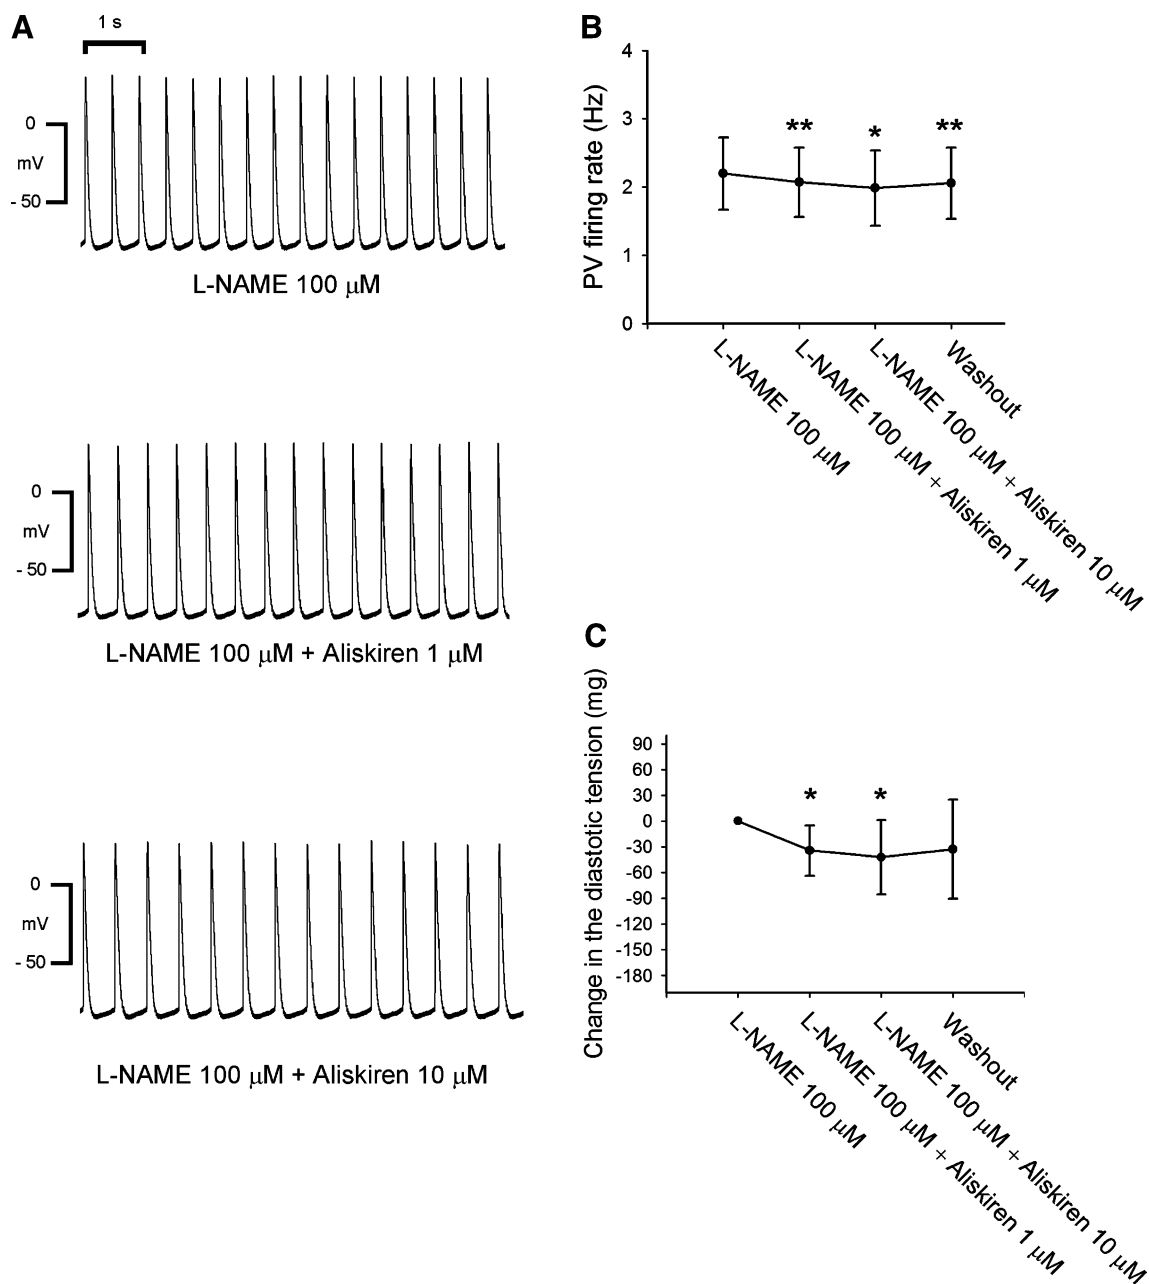 A
1 s
0
mV
- 50
L-NAME 100 μM
0
mV
- 50
L-NAME 100 μM + Aliskiren 1 μM
0
mV
- 50
L-NAME 100 μM + Aliskiren 10 μM
B
PV firing rate (Hz)
4
3
2
1
0
**
*
**
L-NAME 100 μM
L-NAME 100 μM + Aliskiren 1 μM
L-NAME 100 μM + Aliskiren 10 μM
Washout
C
Change in the diastotic tension (mg)
90
60
30
0
-30
-60
-90
-120
-150
-180
*
*
L-NAME 100 μM
L-NAME 100 μM + Aliskiren 1 μM
L-NAME 100 μM + Aliskiren 10 μM
Washout